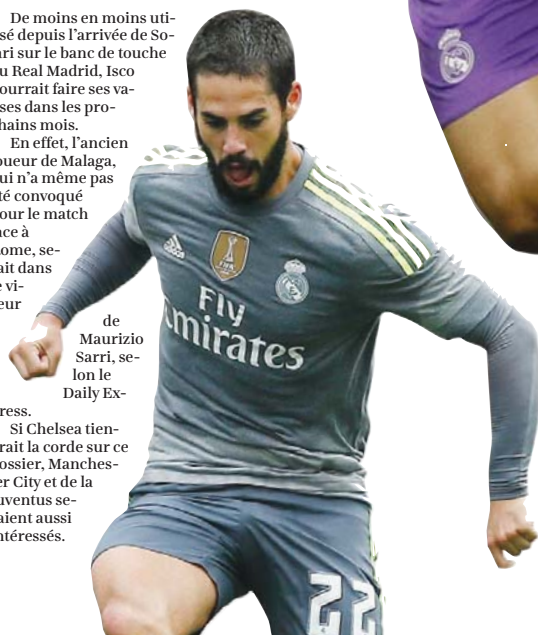 De moins en moins uti-
sé depuis l'arrivée de So-
ari sur le banc de touche
u Real Madrid, Isco
ourrait faire ses va-
ses dans les pro-
hains mois.
En effet, l'ancien
oueur de Malaga,
ui n'a même pas
té convoqué
our le match
ace à
ome, se-
ait dans
e vi-
eur
de
Maurizio
Sarri, se-
lon le
Daily Ex-
ress.
Si Chelsea tien-
rait la corde sur ce
ossier, Manches-
er City et de la
uventus se-
aient aussi
ntéressés.
adidas
FIFA
Fly
Emirates
22